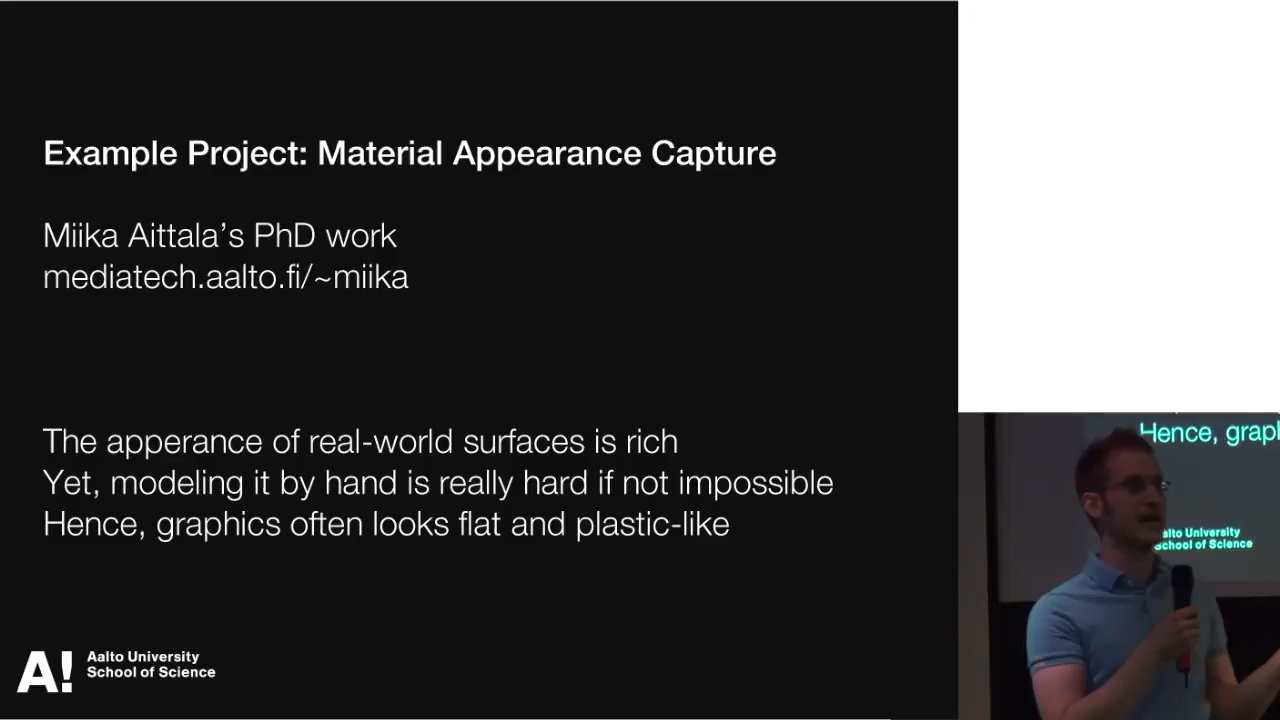 Example Project: Material Appearance Capture
Miika Aittala's PhD work
mediatech.aalto.fi/~miika
The apperance of real-world surfaces is rich
Yet, modeling it by hand is really hard if not impossible
Hence, graphics often looks flat and plastic-like
A! Aalto University
School of Science
Hence, grap
alto University
School of Science